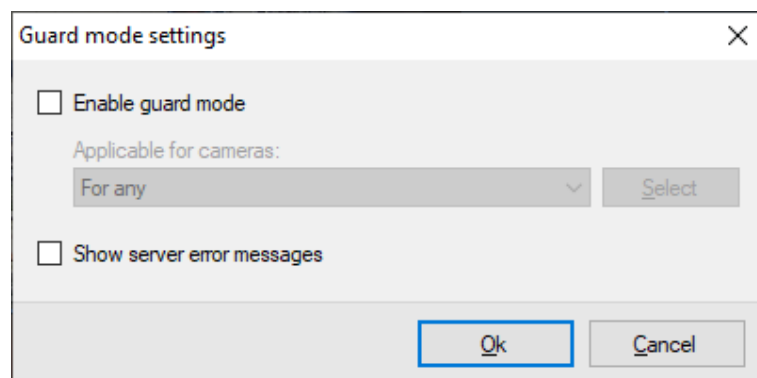 Guard mode settings
Enable guard mode
Applicable for cameras:
For any
Select
Show server error messages
Ok
Cancel